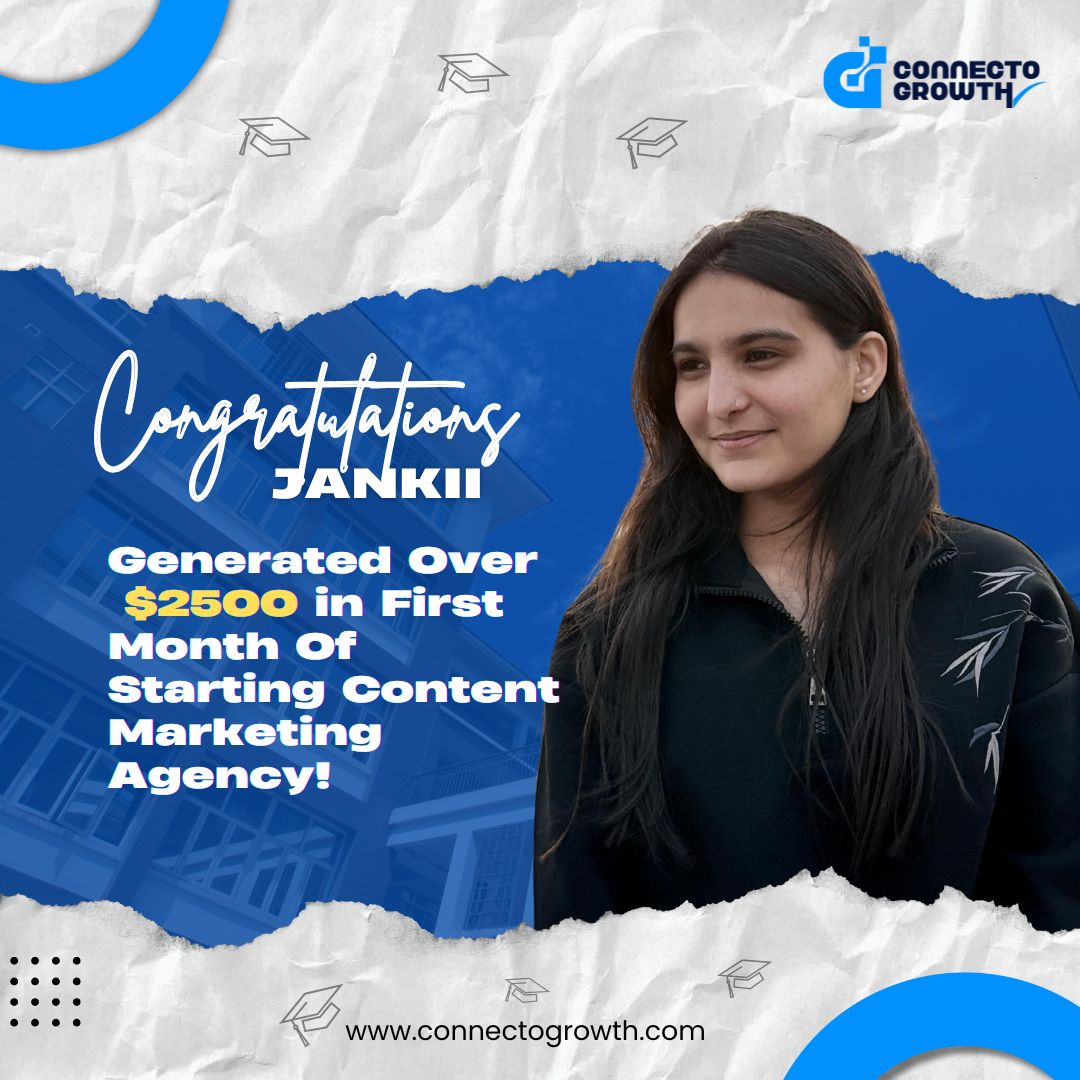 CONNECTO
GROWTH
Congratulations
JANKII
Generated Over
$2500 in First
Month Of
Starting Content
Marketing
Agency!
www.connectogrowth.com